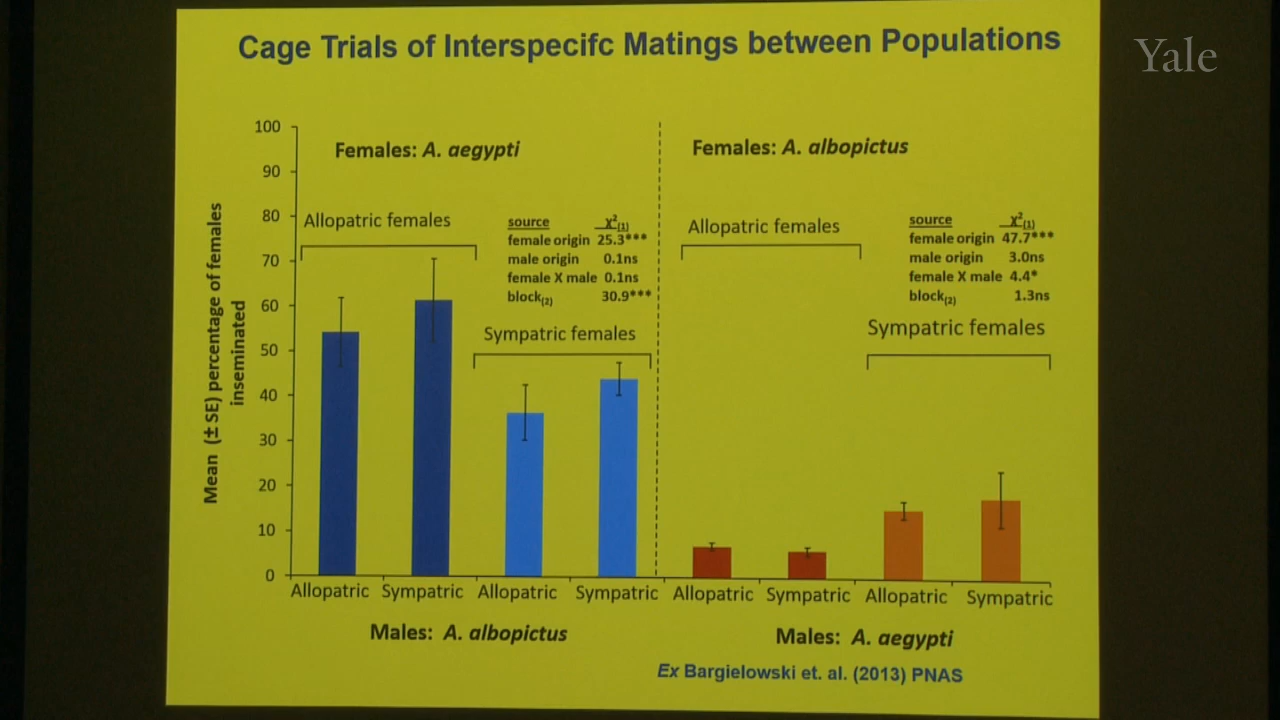 Cage Trials of Interspecifc Matings between Populations
Yale
Mean (± SE) percentage of females
inseminated
100
90
80
70
60
50
40
30
20
10
0
Females: A. aegypti
Allopatric females
source χ²(1)
female origin 25.3***
male origin 0.1ns
female X male 0.1ns
block(2) 30.9***
Sympatric females
Females: A. albopictus
Allopatric females
source χ²(1)
female origin 47.7***
male origin 3.0ns
female X male 4.4*
block(2) 1.3ns
Sympatric females
Allopatric Sympatric Allopatric Sympatric Allopatric Sympatric Allopatric Sympatric
Males: A. albopictus
Males: A. aegypti
Ex Bargielowski et. al. (2013) PNAS